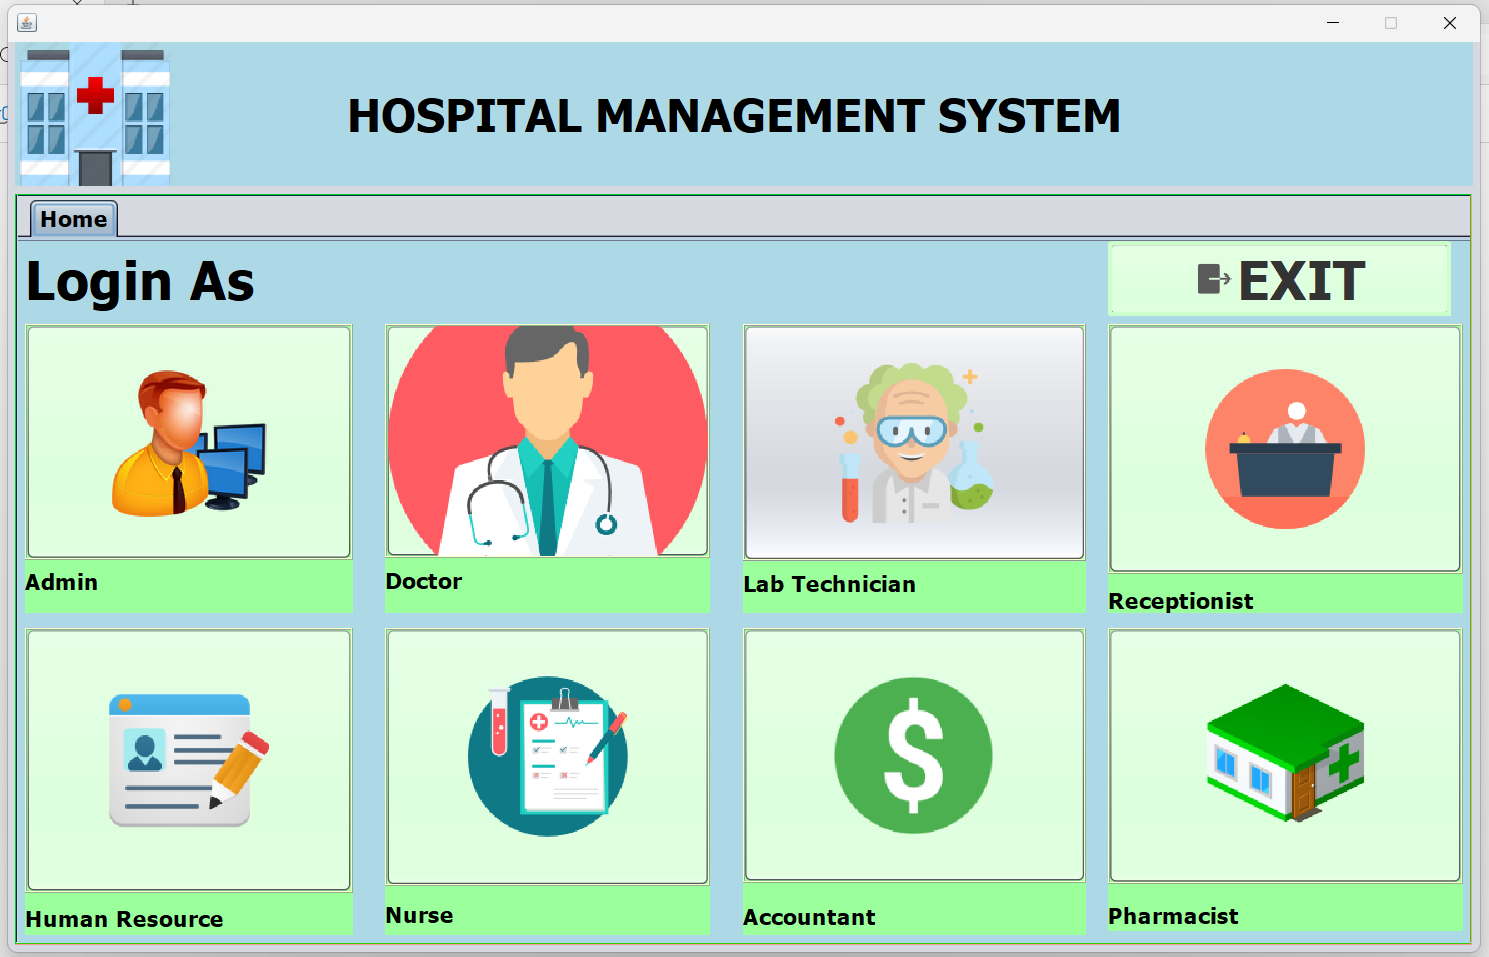 HOSPITAL MANAGEMENT SYSTEM
Home
Login As
EXIT
Admin
Doctor
Lab Technician
Receptionist
Human Resource
Nurse
Accountant
Pharmacist